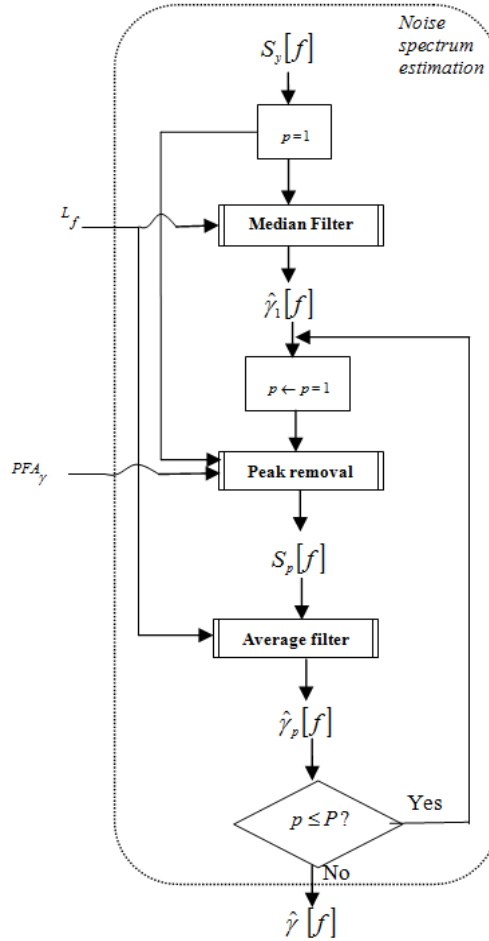 Noise
spectrum
estimation
S_y[f]
p=1
L_f
Median Filter
γ̂_1[f]
p ← p=1
PFA_γ
Peak removal
S_p[f]
Average filter
γ̂_p[f]
p ≤ P?
Yes
No
γ̂ [f]